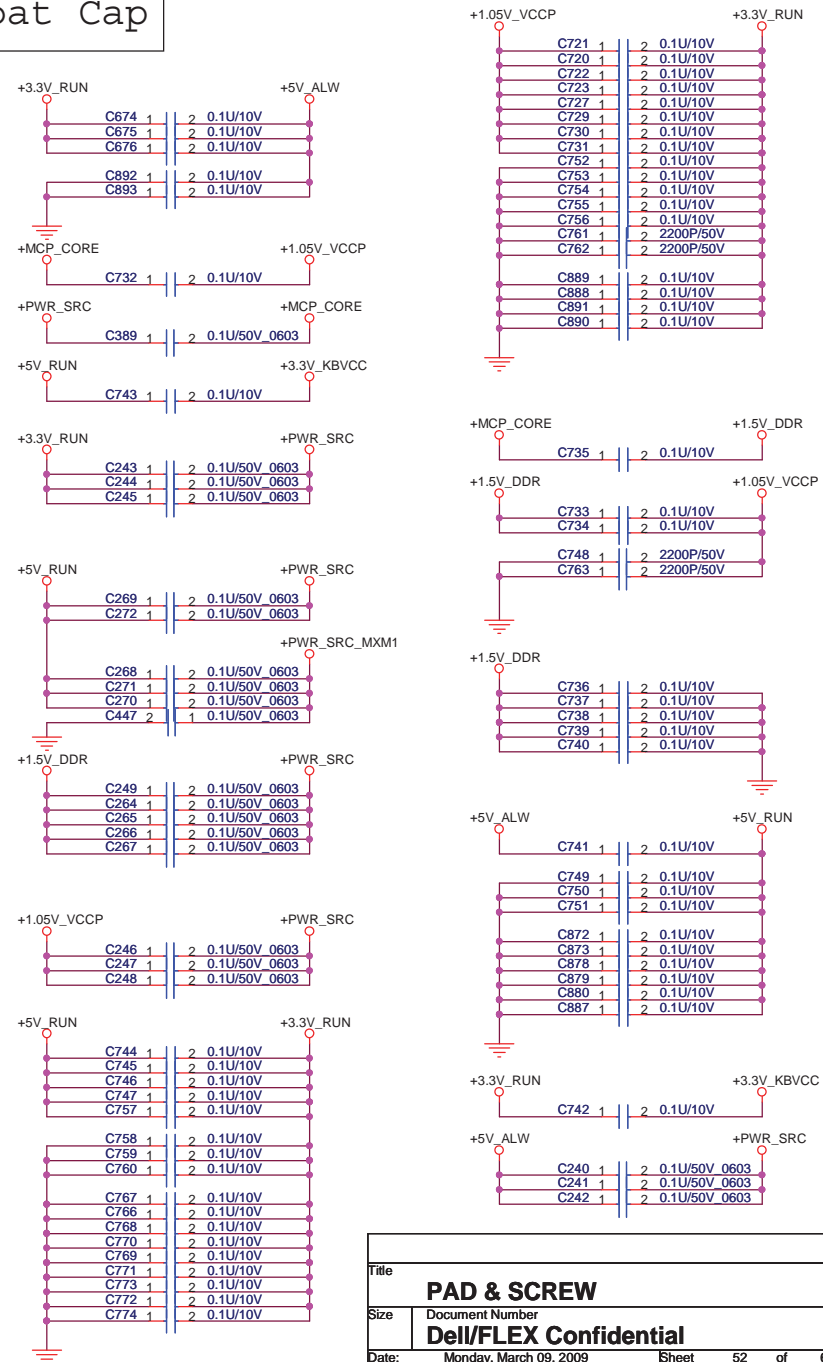 oat Cap
+3.3V_RUN +5V_ALW
C674 1 2 0.1U/10V
C675 1 2 0.1U/10V
C676 1 2 0.1U/10V
C892 1 2 0.1U/10V
C893 1 2 0.1U/10V
+MCP_CORE +1.05V_VCCP
C732 1 2 0.1U/10V
+PWR_SRC +MCP_CORE
C389 1 2 0.1U/50V_0603
+5V_RUN +3.3V_KBVCC
C743 1 2 0.1U/10V
+3.3V_RUN +PWR_SRC
C243 1 2 0.1U/50V_0603
C244 1 2 0.1U/50V_0603
C245 1 2 0.1U/50V_0603
+5V_RUN +PWR_SRC
C269 1 2 0.1U/50V_0603
C272 1 2 0.1U/50V_0603
+PWR_SRC_MXM1
C268 1 2 0.1U/50V_0603
C271 1 2 0.1U/50V_0603
C270 1 2 0.1U/50V_0603
C447 2 1 0.1U/50V_0603
+1.5V_DDR +PWR_SRC
C249 1 2 0.1U/50V_0603
C264 1 2 0.1U/50V_0603
C265 1 2 0.1U/50V_0603
C266 1 2 0.1U/50V_0603
C267 1 2 0.1U/50V_0603
+1.05V_VCCP +PWR_SRC
C246 1 2 0.1U/50V_0603
C247 1 2 0.1U/50V_0603
C248 1 2 0.1U/50V_0603
+5V_RUN +3.3V_RUN
C744 1 2 0.1U/10V
C745 1 2 0.1U/10V
C746 1 2 0.1U/10V
C747 1 2 0.1U/10V
C757 1 2 0.1U/10V
C758 1 2 0.1U/10V
C759 1 2 0.1U/10V
C760 1 2 0.1U/10V
C767 1 2 0.1U/10V
C766 1 2 0.1U/10V
C768 1 2 0.1U/10V
C770 1 2 0.1U/10V
C769 1 2 0.1U/10V
C771 1 2 0.1U/10V
C773 1 2 0.1U/10V
C772 1 2 0.1U/10V
C774 1 2 0.1U/10V
+1.05V_VCCP +3.3V_RUN
C721 1 2 0.1U/10V
C720 1 2 0.1U/10V
C722 1 2 0.1U/10V
C723 1 2 0.1U/10V
C727 1 2 0.1U/10V
C729 1 2 0.1U/10V
C730 1 2 0.1U/10V
C731 1 2 0.1U/10V
C752 1 2 0.1U/10V
C753 1 2 0.1U/10V
C754 1 2 0.1U/10V
C755 1 2 0.1U/10V
C756 1 2 0.1U/10V
C761 1 2 2200P/50V
C762 1 2 2200P/50V
C889 1 2 0.1U/10V
C888 1 2 0.1U/10V
C891 1 2 0.1U/10V
C890 1 2 0.1U/10V
+MCP_CORE +1.5V_DDR
C735 1 2 0.1U/10V
+1.5V_DDR +1.05V_VCCP
C733 1 2 0.1U/10V
C734 1 2 0.1U/10V
C748 1 2 2200P/50V
C763 1 2 2200P/50V
+1.5V_DDR
C736 1 2 0.1U/10V
C737 1 2 0.1U/10V
C738 1 2 0.1U/10V
C739 1 2 0.1U/10V
C740 1 2 0.1U/10V
+5V_ALW +5V_RUN
C741 1 2 0.1U/10V
C749 1 2 0.1U/10V
C750 1 2 0.1U/10V
C751 1 2 0.1U/10V
C872 1 2 0.1U/10V
C873 1 2 0.1U/10V
C878 1 2 0.1U/10V
C879 1 2 0.1U/10V
C880 1 2 0.1U/10V
C887 1 2 0.1U/10V
+3.3V_RUN +3.3V_KBVCC
C742 1 2 0.1U/10V
+5V_ALW +PWR_SRC
C240 1 2 0.1U/50V_0603
C241 1 2 0.1U/50V_0603
C242 1 2 0.1U/50V_0603
Title
PAD & SCREW
Size Document Number
Dell/FLEX Confidential
Date: Monday, March 09, 2009 Sheet 52 of